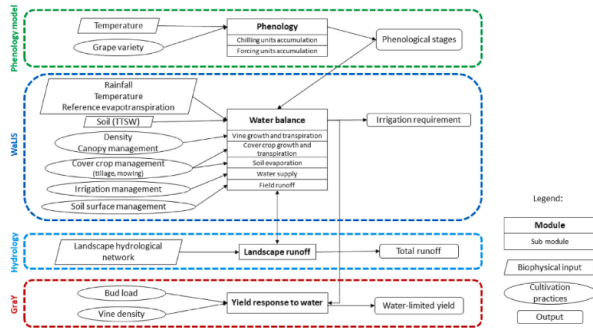 Phenology model
Temperature
Grape variety
Phenology
Chilling units accumulation
Forcing units accumulation
Phenological stages
WaLIS
Rainfall
Temperature
Reference evapotranspiration
Soil (TTSW)
Density
Canopy management
Cover crop management
(tillage, mowing)
Irrigation management
Soil surface management
Water balance
Vine growth and transpiration
Cover crop growth and
transpiration
Soil evaporation
Water supply
Field runoff
Irrigation requirement
Hydrology
Landscape hydrological
network
Landscape runoff
Total runoff
GraY
Bud load
Vine density
Yield response to water
Water-limited yield
Legend:
Module
Sub module
Biophysical input
Cultivation
practices
Output